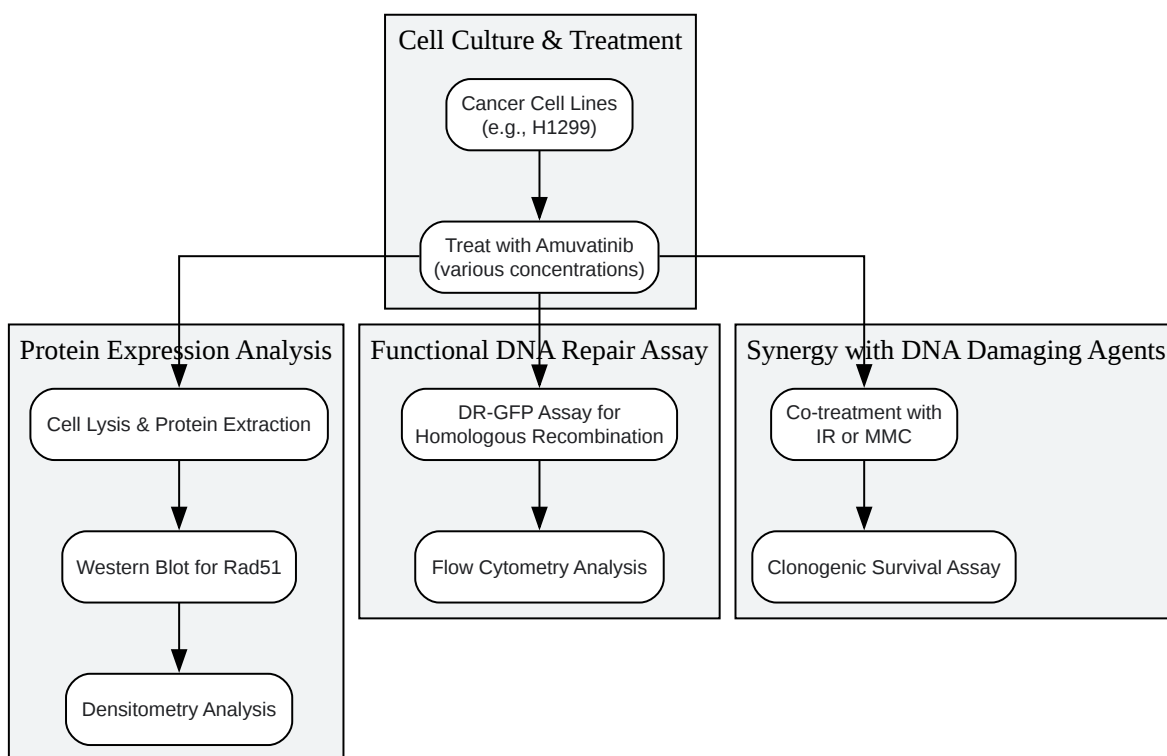 Cell Culture & Treatment
Cancer Cell Lines
(e.g., H1299)
Treat with Amuvatinib
(various concentrations)
Protein Expression Analysis
Cell Lysis & Protein Extraction
Western Blot for Rad51
Densitometry Analysis
Functional DNA Repair Assay
DR-GFP Assay for
Homologous Recombination
Flow Cytometry Analysis
Synergy with DNA Damaging Agents
Co-treatment with
IR or MMC
Clonogenic Survival Assay